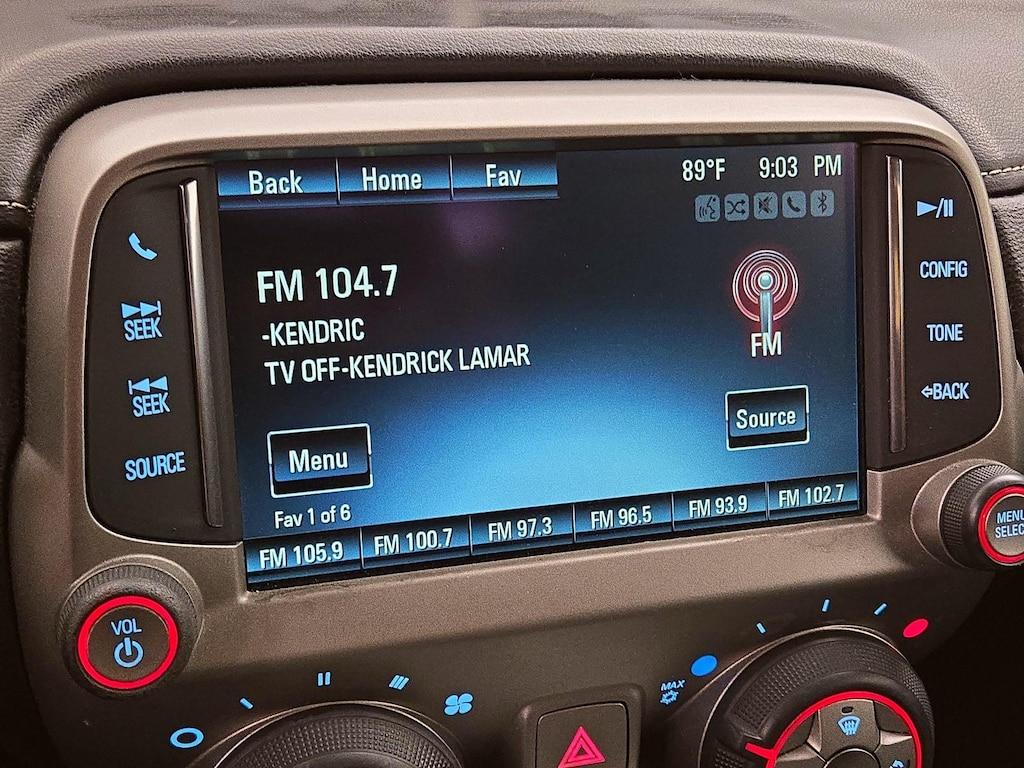 Back Home Fav 89°F 9:03 PM
FM 104.7
-KENDRIC
TV OFF-KENDRICK LAMAR
FM
Menu
Source
Fav 1 of 6
FM 105.9 FM 100.7 FM 97.3 FM 96.5 FM 93.9 FM 102.7
SEEK
SEEK
SOURCE
CONFIG
TONE
BACK
VOL
MENU
SELEC
MAX